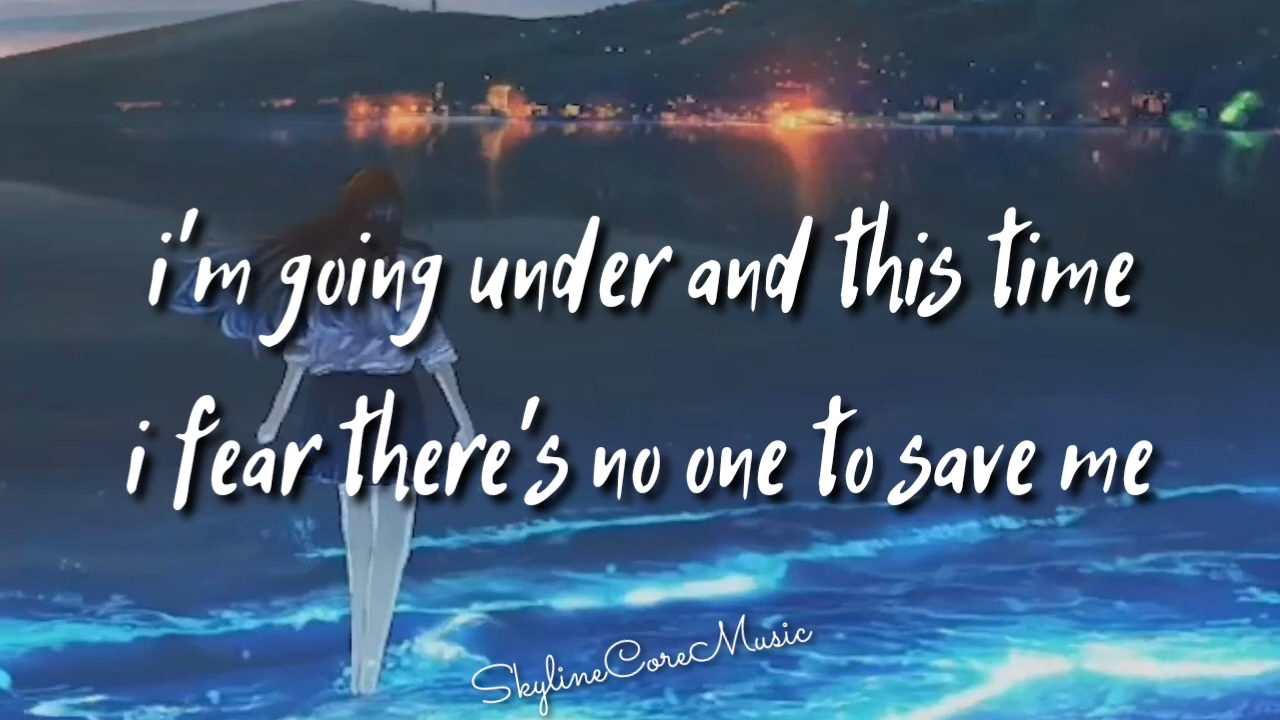 i'm going under and this time
i fear there's no one to save me
SkylineCoreMusic